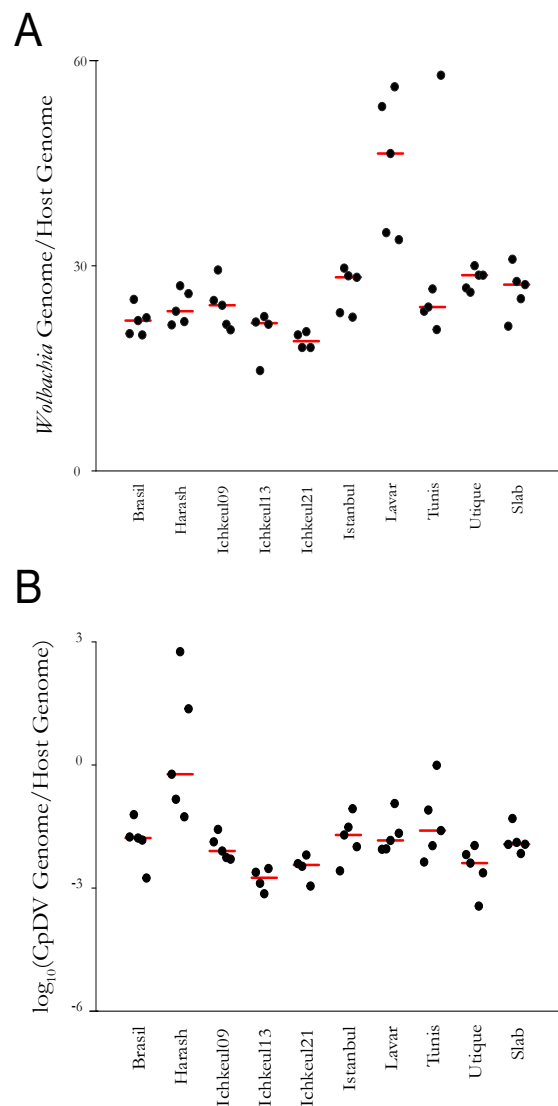 A
Wolbachia Genome/Host Genome
60
30
0
Brasil
Harash
Ichkeul09
Ichkeul13
Ichkeul21
Istanbul
Lavar
Tunis
Utique
Slab
B
log₁₀(CpDV Genome/Host Genome)
3
0
-3
-6
Brasil
Harash
Ichkeul09
Ichkeul13
Ichkeul21
Istanbul
Lavar
Tunis
Utique
Slab